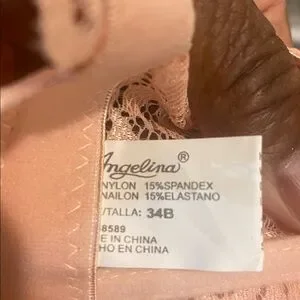 Angelina®
NYLON 15%SPANDEX
NAILON 15%ELASTANO
/TALLA: 34B
8589
E IN CHINA
HO EN CHINA